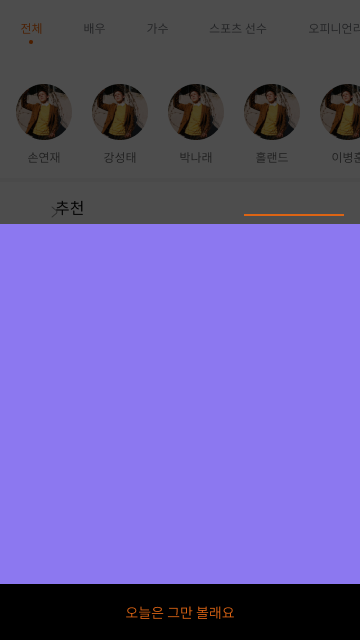 전체 배우 가수 스포츠 선수 오피니언리
손연재 강성태 박나래 홀랜드 이병홍
추천
오늘은 그만 볼래요